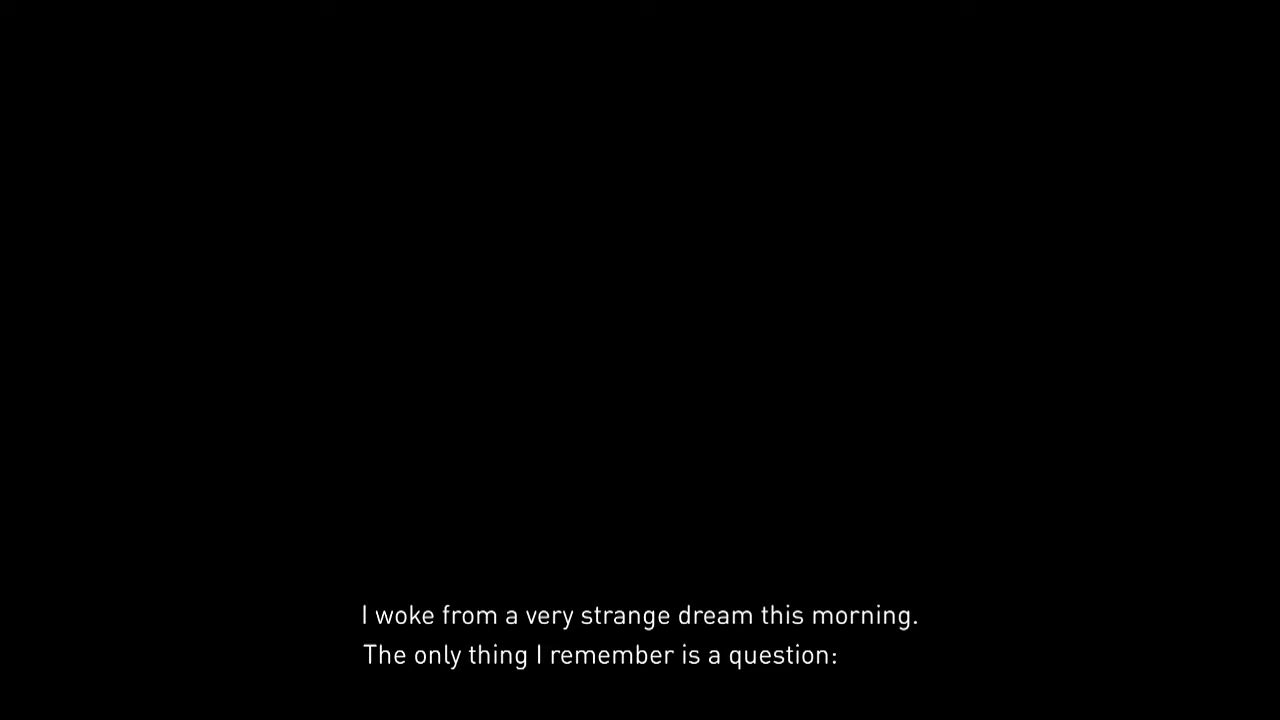 I woke from a very strange dream this morning.
The only thing I remember is a question: